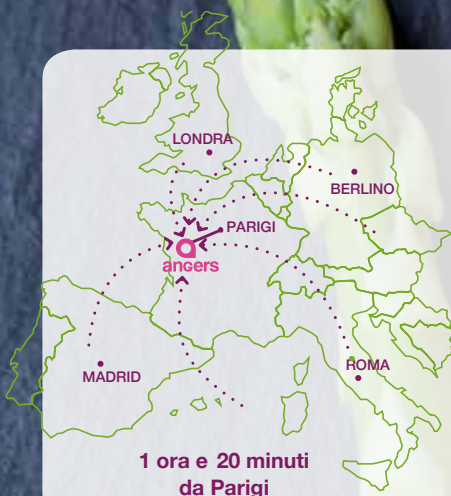 LONDRA
BERLINO
PARIGI
angers
ROMA
MADRID
1 ora e 20 minuti
da Parigi